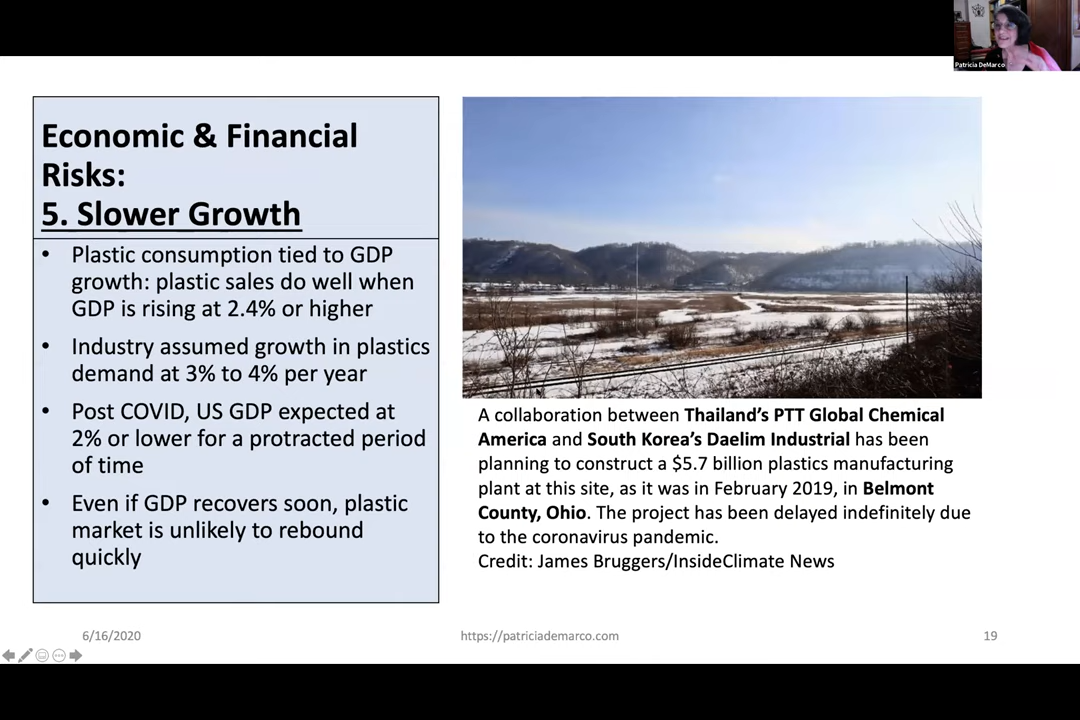 Patricia DeMarco
Economic & Financial
Risks:
5. Slower Growth
• Plastic consumption tied to GDP
growth: plastic sales do well when
GDP is rising at 2.4% or higher
• Industry assumed growth in plastics
demand at 3% to 4% per year
• Post COVID, US GDP expected at
2% or lower for a protracted period
of time
• Even if GDP recovers soon, plastic
market is unlikely to rebound
quickly
A collaboration between Thailand's PTT Global Chemical
America and South Korea's Daelim Industrial has been
planning to construct a $5.7 billion plastics manufacturing
plant at this site, as it was in February 2019, in Belmont
County, Ohio. The project has been delayed indefinitely due
to the coronavirus pandemic.
Credit: James Bruggers/InsideClimate News
6/16/2020
https://patriciademarco.com
19